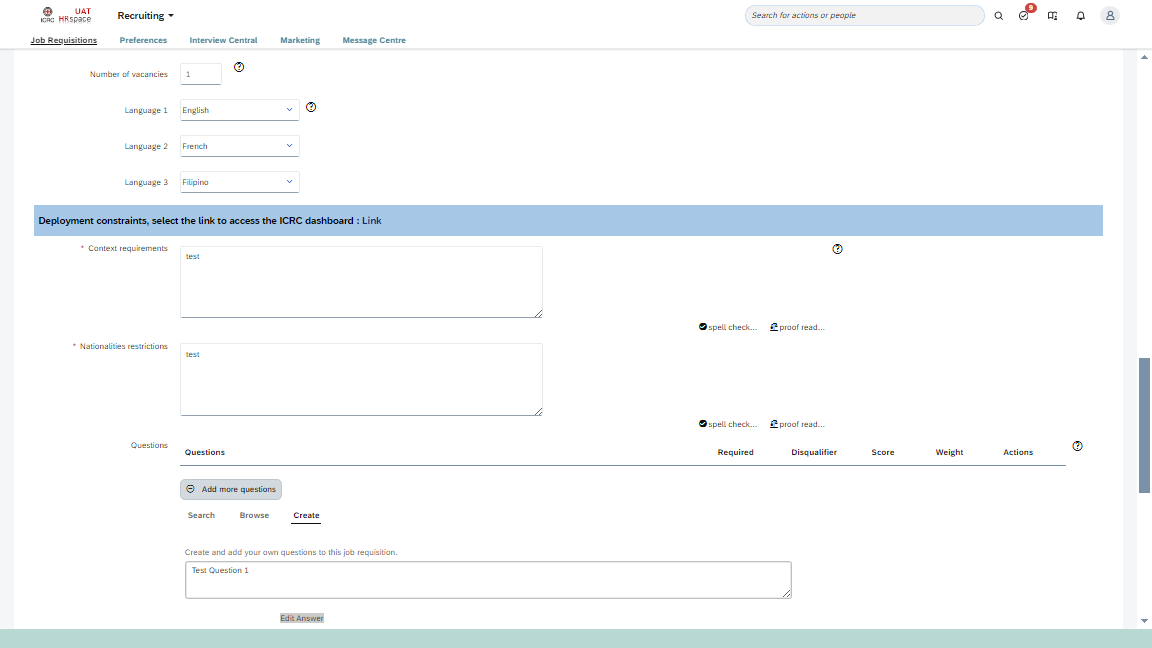 ICRC UAT HRspace Recruiting Search for actions or people 9
Job Requisitions Preferences Interview Central Marketing Message Centre
Number of vacancies 1
Language 1 English
Language 2 French
Language 3 Filipino
Deployment constraints, select the link to access the ICRC dashboard : Link
* Context requirements test
spell check... proof read...
* Nationalities restrictions test
spell check... proof read...
Questions
Questions Required Disqualifier Score Weight Actions
Add more questions
Search Browse Create
Create and add your own questions to this job requisition.
Test Question 1
Edit Answer